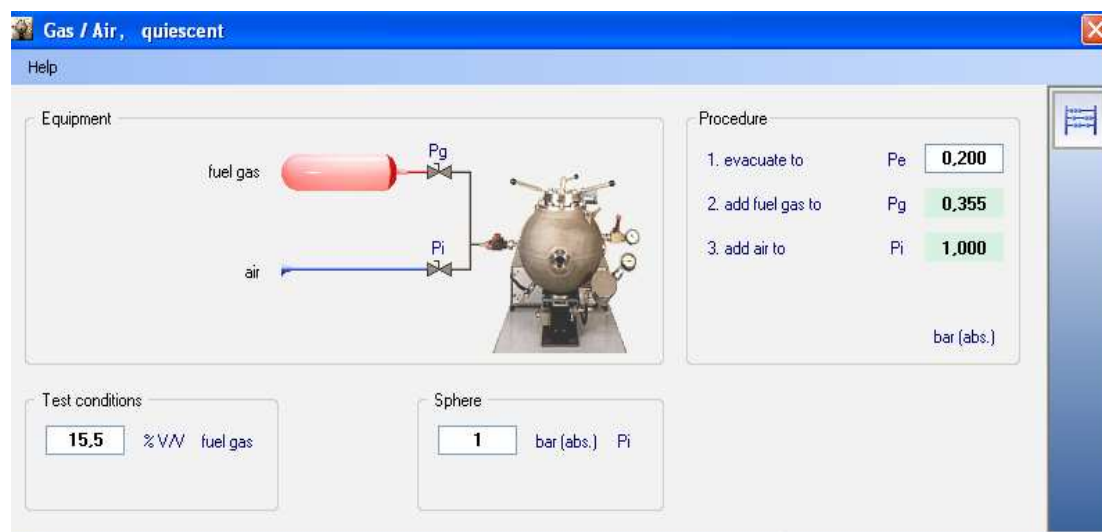 Gas / Air, quiescent
Help
Equipment
fuel gas
Pg
Pi
air
Procedure
1. evacuate to Pe 0,200
2. add fuel gas to Pg 0,355
3. add air to Pi 1,000
bar (abs.)
Test conditions
15,5 % V/V fuel gas
Sphere
1 bar (abs.) Pi